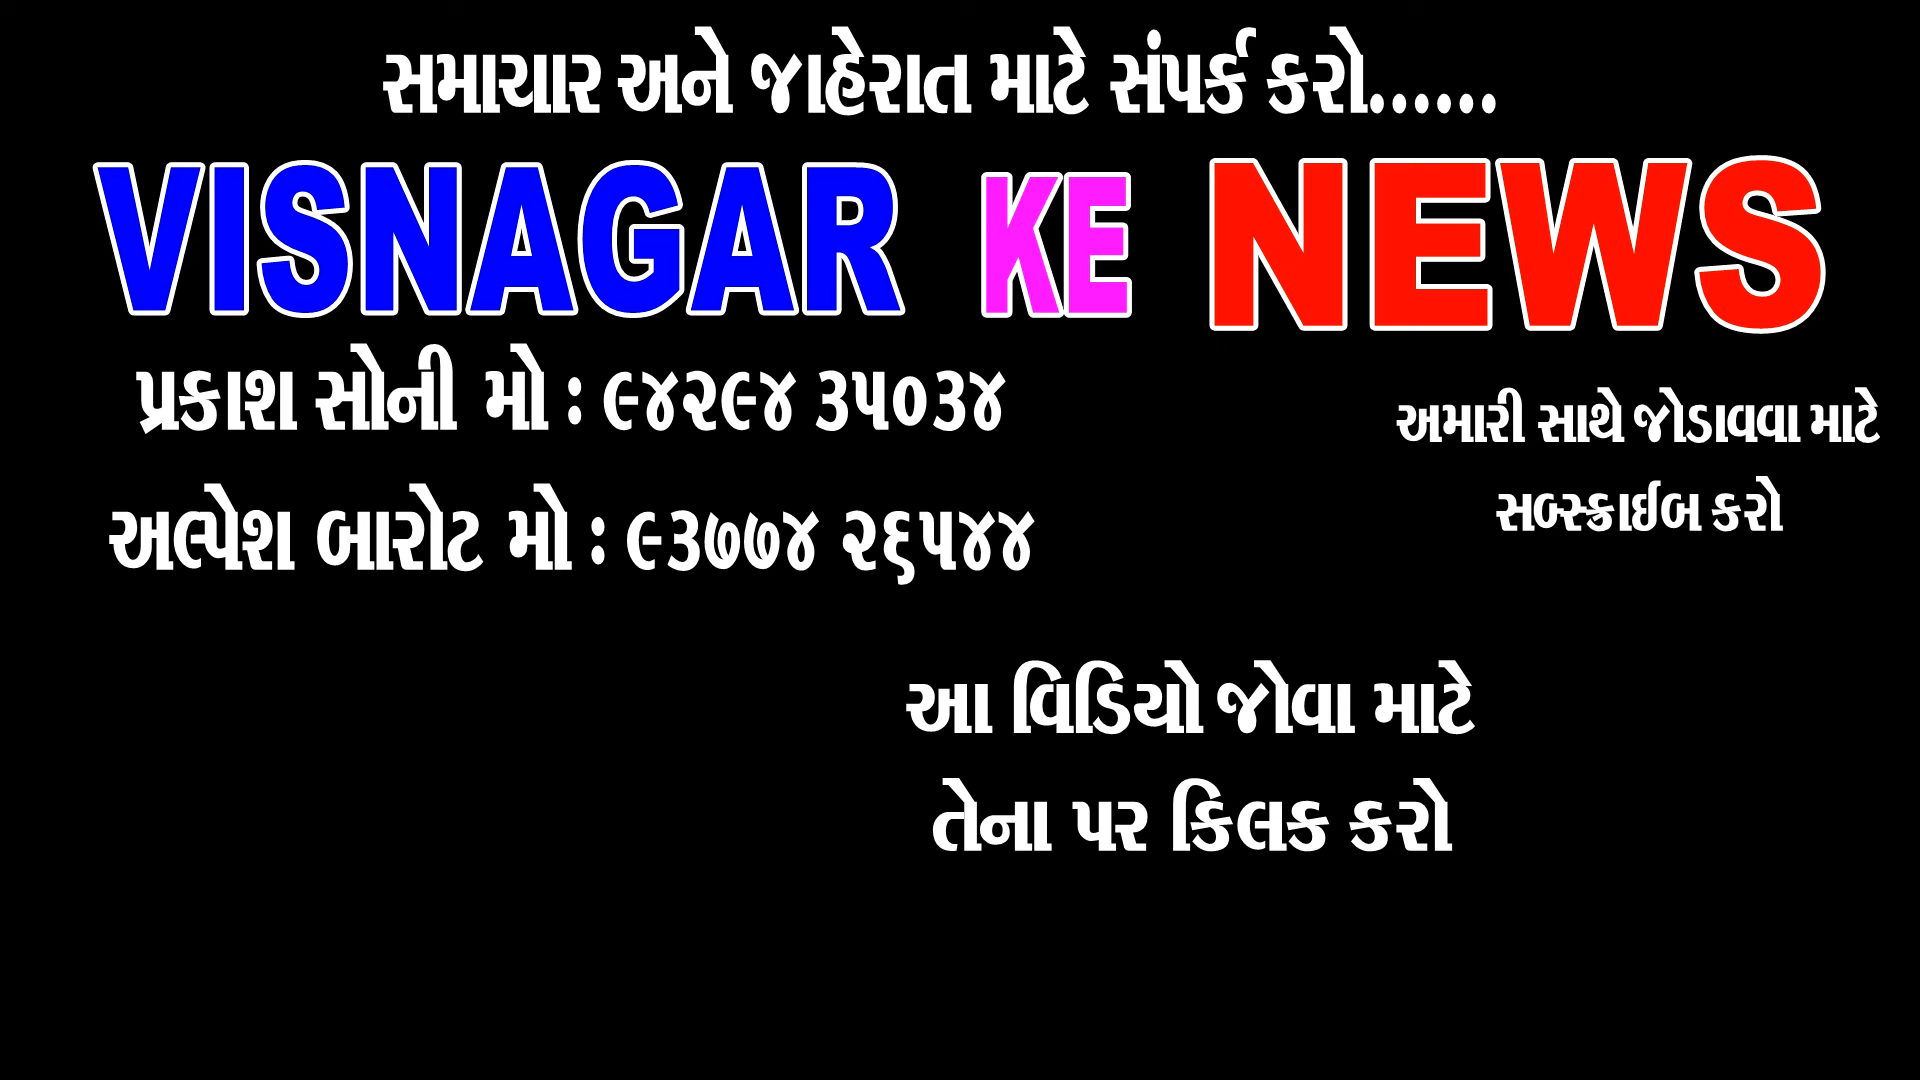 સમાચાર અને જાહેરાત માટે સંપર્ક કરો......
VISNAGAR KE NEWS
પ્રકાશ સોની મો : ૯૪૨૯૪ ૩૫૦૩૪
અમારી સાથે જોડાવવા માટે
સબ્સ્ક્રાઈબ કરો
અલ્પેશ બારોટ મો : ૯૩૭૭૪ ૨૬૫૪૪
આ વિડિયો જોવા માટે
તેના પર કિલક કરો